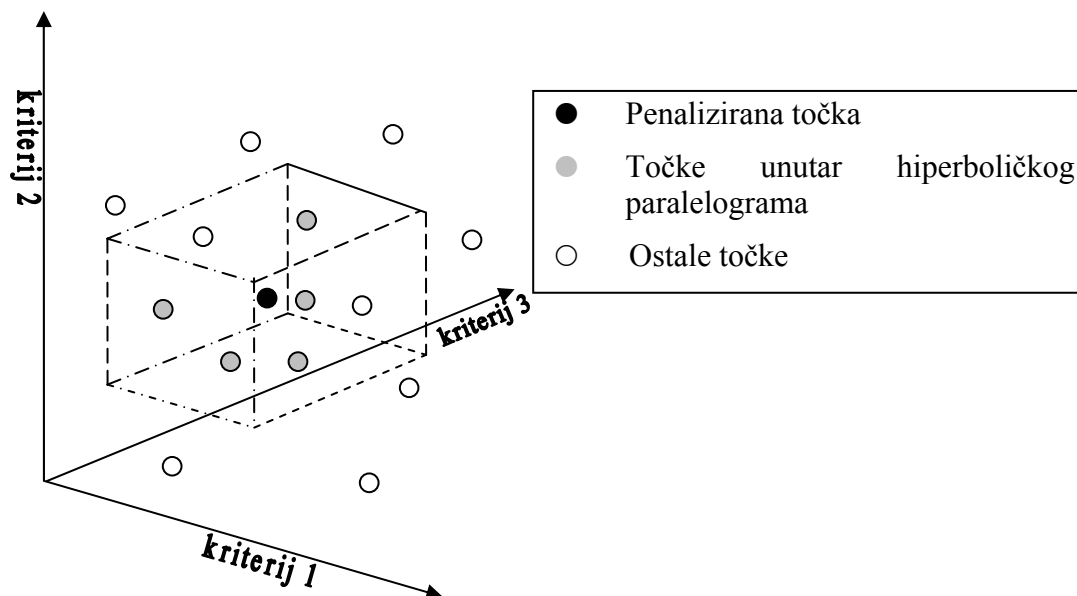 kriterij 2
Penalizirana točka
Točke unutar hiperboličkog
paralelograma
Ostale točke
kriterij 3
kriterij 1